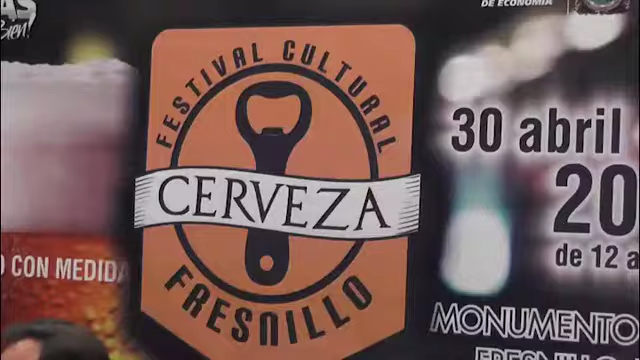 DE ECONOMÍA
FESTIVAL CULTURAL
CERVEZA
FRESNILLO
30 abril
20
de 12 a
CON MEDIDA
MONUMENTO